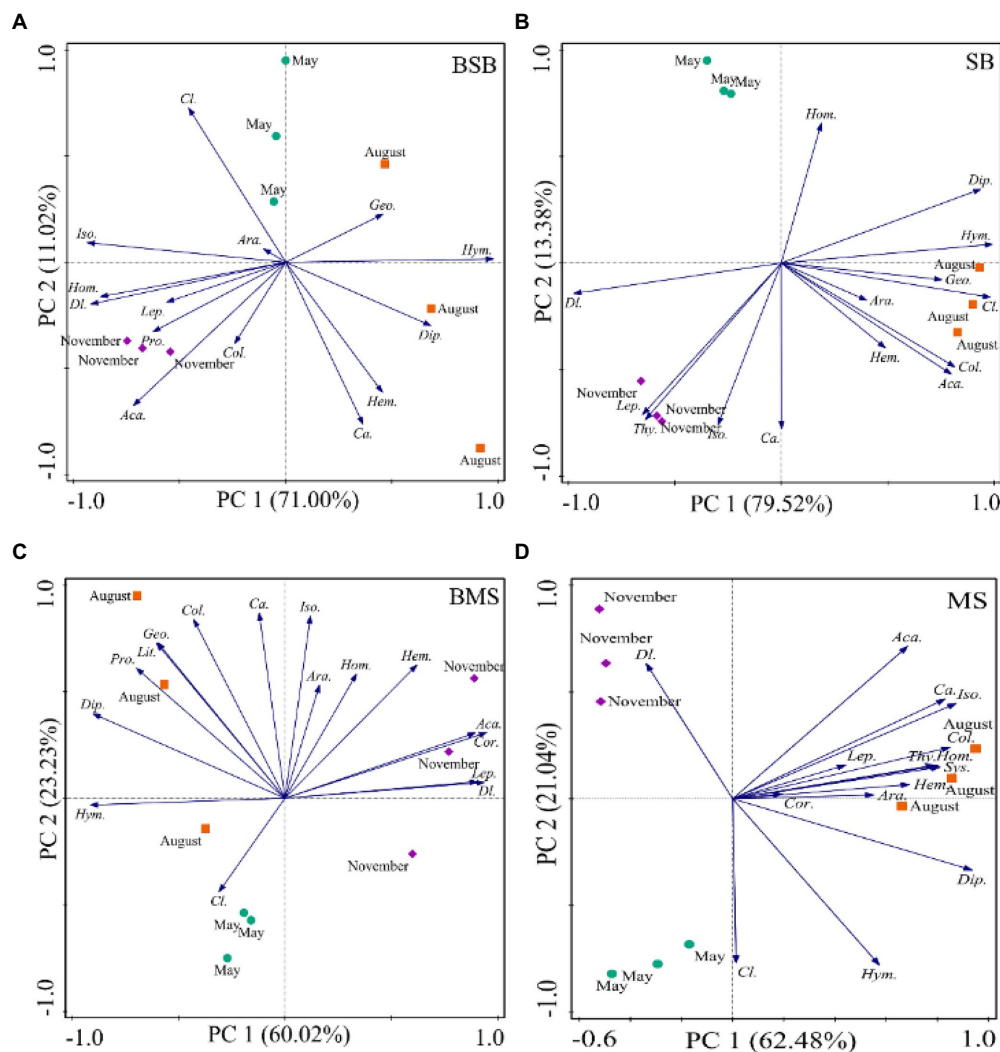 A
BSB
1.0
May
Cl.
May
August
May
Geo.
Iso.
Ara.
Hym.
Hom.
Dl.
Lep.
August
Pro.
Dip.
November
Col.
November
November
Hem.
Aca.
Ca.
August
-1.0
PC 2 (11.02%)
-1.0
PC 1 (71.00%)
1.0
B
SB
1.0
May
May
May
Hom.
Dip.
Hym.
August
Geo.
Dl.
Ara.
Cl.
August
Hem.
August
Col.
Aca.
November
Lep.
November
Thy.
November
Iso.
Ca.
-1.0
PC 2 (13.38%)
-1.0
PC 1 (79.52%)
1.0
C
BMS
1.0
August
Col.
Ca.
Iso.
Geo.
Lit.
Pro.
Hem.
Hom.
Ara.
November
August
Dip.
Aca.
Cor.
November
Lep.
Dl.
Hym.
August
November
Cl.
May
May
May
-1.0
PC 2 (23.23%)
-1.0
PC 1 (60.02%)
1.0
D
MS
1.0
November
November
Dl.
Aca.
November
Ca.
Iso.
August
Col.
Lep.
Thy.
Hom.
Sys.
Hem.
August
Cor.
Ara.
August
Dip.
May
May
May
Cl.
Hym.
-1.0
PC 2 (21.04%)
-0.6
PC 1 (62.48%)
1.0